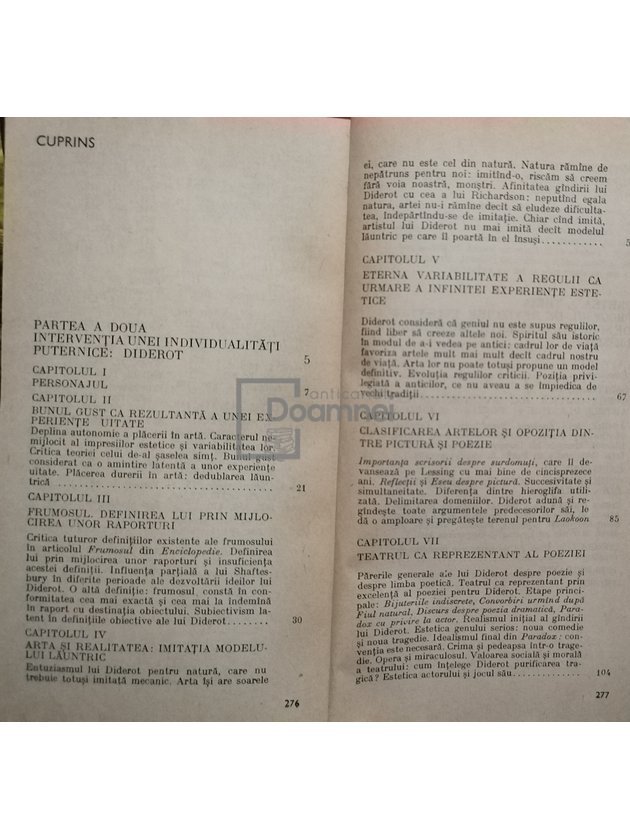 CUPRINS
PARTEA A DOUA
INTERVENȚIA UNEI INDIVIDUALITĂȚI
PUTERNICE: DIDEROT 5
CAPITOLUL I
PERSONAJUL 7
CAPITOLUL II
BUNUL GUST CA REZULTANTĂ A UNEI EX-
PERIENȚE UITATE
Deplina autonomie a plăcerii în artă. Caracterul ne-
mijlocit al impresiilor estetice și variabilitatea lor.
Critica teoriei celui de-al șaselea simț. Bunul gust
considerat ca o amintire latentă a unor experiențe
uitate. Plăcerea durerii în artă: dedublarea lăun-
trică 21
CAPITOLUL III
FRUMOSUL. DEFINIREA LUI PRIN MIJLO-
CIREA UNOR RAPORTURI
Critica tuturor definițiilor existente ale frumosului
în articolul Frumosul din Enciclopedie. Definirea
lui prin mijlocirea unor raporturi și insuficiența
acestei definiții. Influența parțială a lui Shaftes-
bury în diferite perioade ale dezvoltării ideilor lui
Diderot. O altă definiție: frumosul, constă în con-
formitatea cea mai exactă și cea mai la îndemînă
în raport cu destinația obiectului. Subiectivism la-
tent în definițiile obiective ale lui Diderot 30
CAPITOLUL IV
ARTA ȘI REALITATEA: IMITAȚIA MODELU-
LUI LĂUNTRIC
Entuziasmul lui Diderot pentru natură, care nu
trebuie totuși imitată mecanic. Arta își are soarele
276
ei, care nu este cel din natură. Natura rămîne de
nepătruns pentru noi: imitînd-o, riscăm să creem
fără voia noastră, monștri. Afinitatea gîndirii lui
Diderot cu cea a lui Richardson: neputînd egala
natura, artei nu-i rămîne decît să eludeze dificulta-
tea, îndepărtîndu-se de imitație. Chiar cînd imită,
artistul lui Diderot nu mai imită decît modelul
lăuntric pe care îl poartă în el însuși 5
CAPITOLUL V
ETERNA VARIABILITATE A REGULII CA
URMARE A INFINITEI EXPERIENȚE ESTE-
TICE
Diderot consideră că geniul nu este supus regulilor,
fiind liber să creeze altele noi. Spiritul său istoric
în modul de a-i vedea pe antici: cadrul lor de viață
favoriza artele mult mai mult decît cadrul nostru
de viață. Arta lor nu poate totuși propune un model
definitiv. Evoluția regulilor criticii. Poziția privi-
legiată a anticilor, ce nu aveau a se împiedica de
vechi tradiții 67
anticariat
Doamnei
CAPITOLUL VI
CLASIFICAREA ARTELOR ȘI OPOZIȚIA DIN-
TRE PICTURĂ ȘI POEZIE
Importanța scrisorii despre surdomuți, care îl de-
vansează pe Lessing cu mai bine de cincisprezece
ani. Reflecții și Eseu despre pictură. Succesivitate și
simultaneitate. Diferența dintre hieroglifa utili-
zată. Delimitarea domeniilor. Diderot adună și re-
gîndește toate argumentele predecesorilor săi, le
dă o amploare și pregătește terenul pentru Laokoon 85
CAPITOLUL VII
TEATRUL CA REPREZENTANT AL POEZIEI
Părerile generale ale lui Diderot despre poezie și
despre limba poetică. Teatrul ca reprezentant prin
excelență al poeziei pentru Diderot. Etape princi-
pale: Bijuteriile indiscrete, Convorbiri urmînd după
Fiul natural, Discurs despre poezia dramatică, Para-
dox cu privire la actor. Realismul inițial al gîndirii
lui Diderot. Estetica genului serios: noua comedie
și noua tragedie. Idealismul final din Paradox: con-
venția este necesară. Crima și pedeapsa într-o trage-
die. Opera și miraculosul. Valoarea socială și morală
a teatrului: cum înțelege Diderot purificarea tra-
gică? Estetica actorului și jocul său 104
277